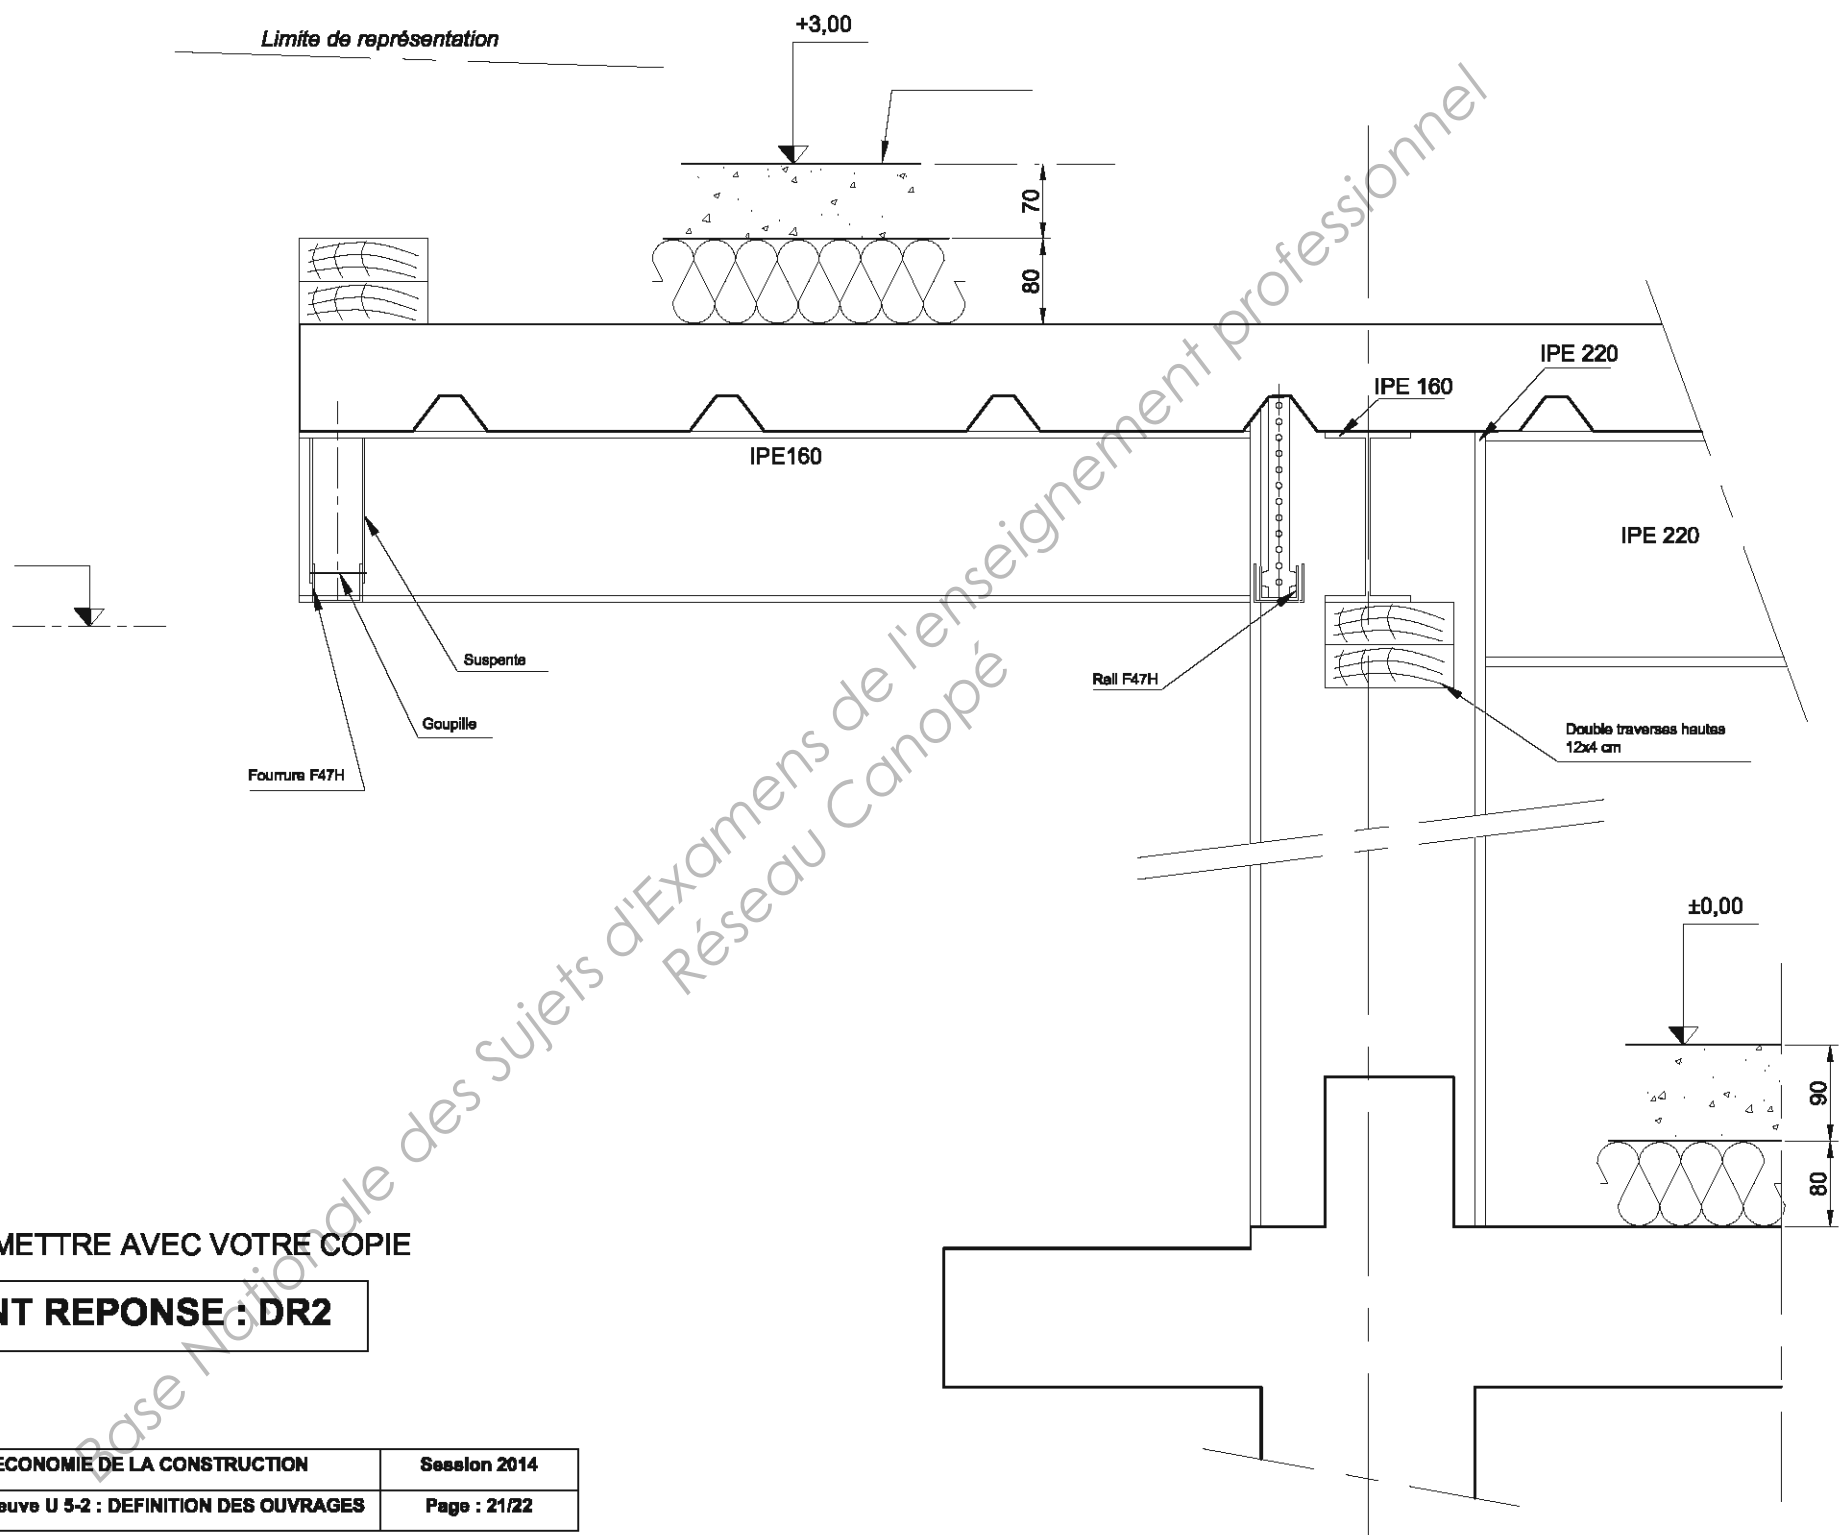 Limite de représentation
+3,00
70
80
IPE 220
IPE 160
IPE160
IPE 220
Suspente
Rail F47H
Goupille
Double traverses hautes
12x4 cm
Fourrure F47H
±0,00
90
80
Base Nationale des Sujets d'Examens de l'enseignement professionnel
Réseau Canopé
METTRE AVEC VOTRE COPIE
NT REPONSE : DR2
ECONOMIE DE LA CONSTRUCTION
Session 2014
euve U 5-2 : DEFINITION DES OUVRAGES
Page : 21/22